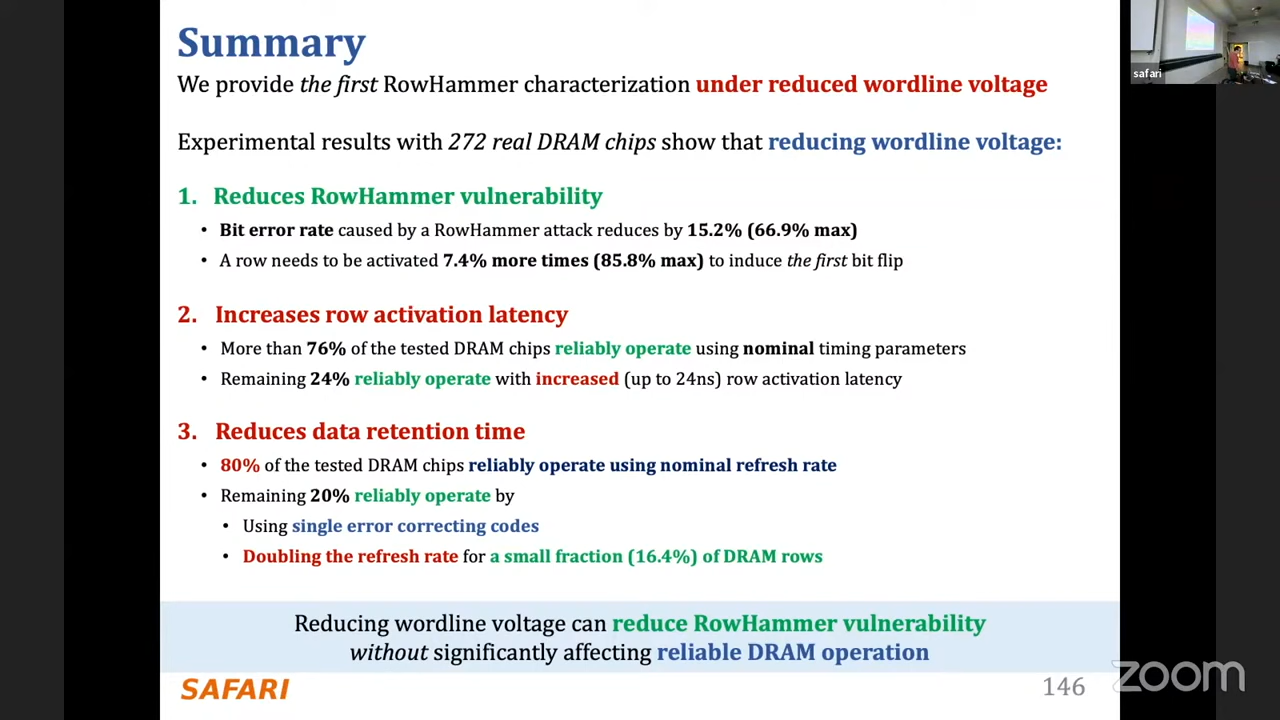 Summary
We provide the first RowHammer characterization under reduced wordline voltage
Experimental results with 272 real DRAM chips show that reducing wordline voltage:
1. Reduces RowHammer vulnerability
• Bit error rate caused by a RowHammer attack reduces by 15.2% (66.9% max)
• A row needs to be activated 7.4% more times (85.8% max) to induce the first bit flip
2. Increases row activation latency
• More than 76% of the tested DRAM chips reliably operate using nominal timing parameters
• Remaining 24% reliably operate with increased (up to 24ns) row activation latency
3. Reduces data retention time
• 80% of the tested DRAM chips reliably operate using nominal refresh rate
• Remaining 20% reliably operate by
• Using single error correcting codes
• Doubling the refresh rate for a small fraction (16.4%) of DRAM rows
Reducing wordline voltage can reduce RowHammer vulnerability
without significantly affecting reliable DRAM operation
SAFARI
146
zoom
safari